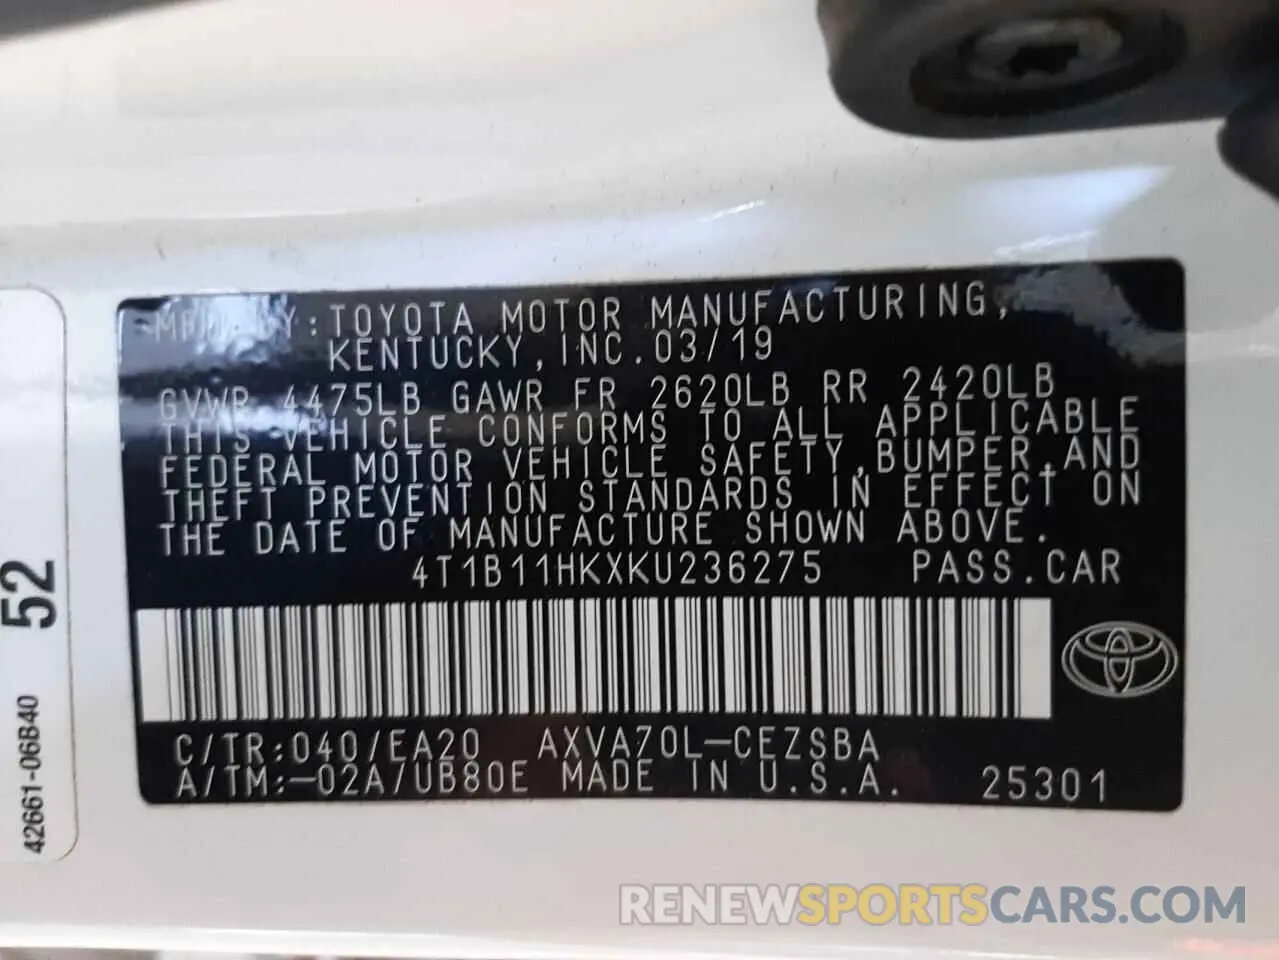 MFD. BY: TOYOTA MOTOR MANUFACTURING,
KENTUCKY, INC. 03/19
GVWR 4475LB GAWR FR 2620LB RR 2420LB
THIS VEHICLE CONFORMS TO ALL APPLICABLE
FEDERAL MOTOR VEHICLE SAFETY, BUMPER, AND
THEFT PREVENTION STANDARDS IN EFFECT ON
THE DATE OF MANUFACTURE SHOWN ABOVE.
4T1B11HKXKU236275 PASS.CAR
C/TR:040/EA20 AXVA70L-CEZSBA
A/TM:-02A/UB80E MADE IN U.S.A. 25301
52
42661-06B40
RENEWSPORTSCARS.COM